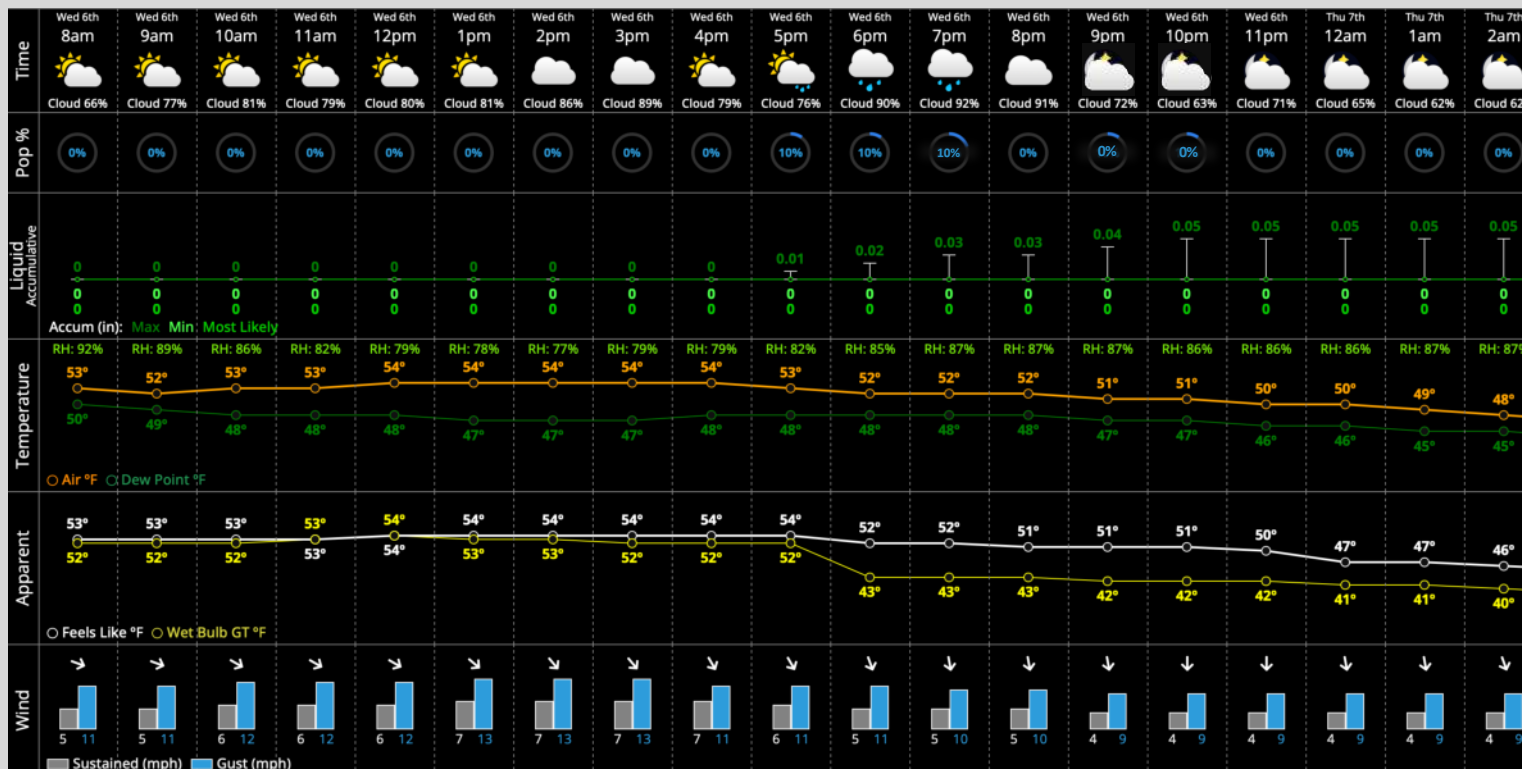 Time
Wed 6th Wed 6th Wed 6th Wed 6th Wed 6th Wed 6th Wed 6th Wed 6th Wed 6th Wed 6th Wed 6th Wed 6th Wed 6th Wed 6th Wed 6th Wed 6th Thu 7th Thu 7th Thu 7th
8am 9am 10am 11am 12pm 1pm 2pm 3pm 4pm 5pm 6pm 7pm 8pm 9pm 10pm 11pm 12am 1am 2am
Cloud 66% Cloud 77% Cloud 81% Cloud 79% Cloud 80% Cloud 81% Cloud 86% Cloud 89% Cloud 79% Cloud 76% Cloud 90% Cloud 92% Cloud 91% Cloud 72% Cloud 63% Cloud 71% Cloud 65% Cloud 62% Cloud 62
Pop %
0% 0% 0% 0% 0% 0% 0% 0% 0% 10% 10% 10% 0% 0% 0% 0% 0% 0% 0%
Liquid
Accumulative
0 0 0 0 0 0 0 0 0 0.01 0.02 0.03 0.03 0.04 0.05 0.05 0.05 0.05 0.05
0 0 0 0 0 0 0 0 0 0 0 0 0 0 0 0 0 0 0
0 0 0 0 0 0 0 0 0 0 0 0 0 0 0 0 0 0 0
Accum (in): Max Min Most Likely
Temperature
RH: 92% RH: 89% RH: 86% RH: 82% RH: 79% RH: 78% RH: 77% RH: 79% RH: 79% RH: 82% RH: 85% RH: 87% RH: 87% RH: 87% RH: 86% RH: 86% RH: 86% RH: 87% RH: 87%
53° 52° 53° 53° 54° 54° 54° 54° 54° 53° 52° 52° 52° 51° 51° 50° 50° 49° 48°
50° 49° 48° 48° 48° 47° 47° 47° 48° 48° 48° 48° 48° 47° 47° 46° 46° 45° 45°
Air °F Dew Point °F
Apparent
53° 53° 53° 53° 54° 54° 54° 54° 54° 54° 52° 52° 51° 51° 51° 50° 47° 47° 46°
52° 52° 52° 53° 54° 53° 53° 52° 52° 52° 43° 43° 43° 42° 42° 42° 41° 41° 40°
Feels Like °F Wet Bulb GT °F
Wind
5 11 5 11 6 12 6 12 6 12 7 13 7 13 7 13 7 11 6 11 5 11 5 10 5 10 4 9 4 9 4 9 4 9 4 9 4 9
Sustained (mph) Gust (mph)